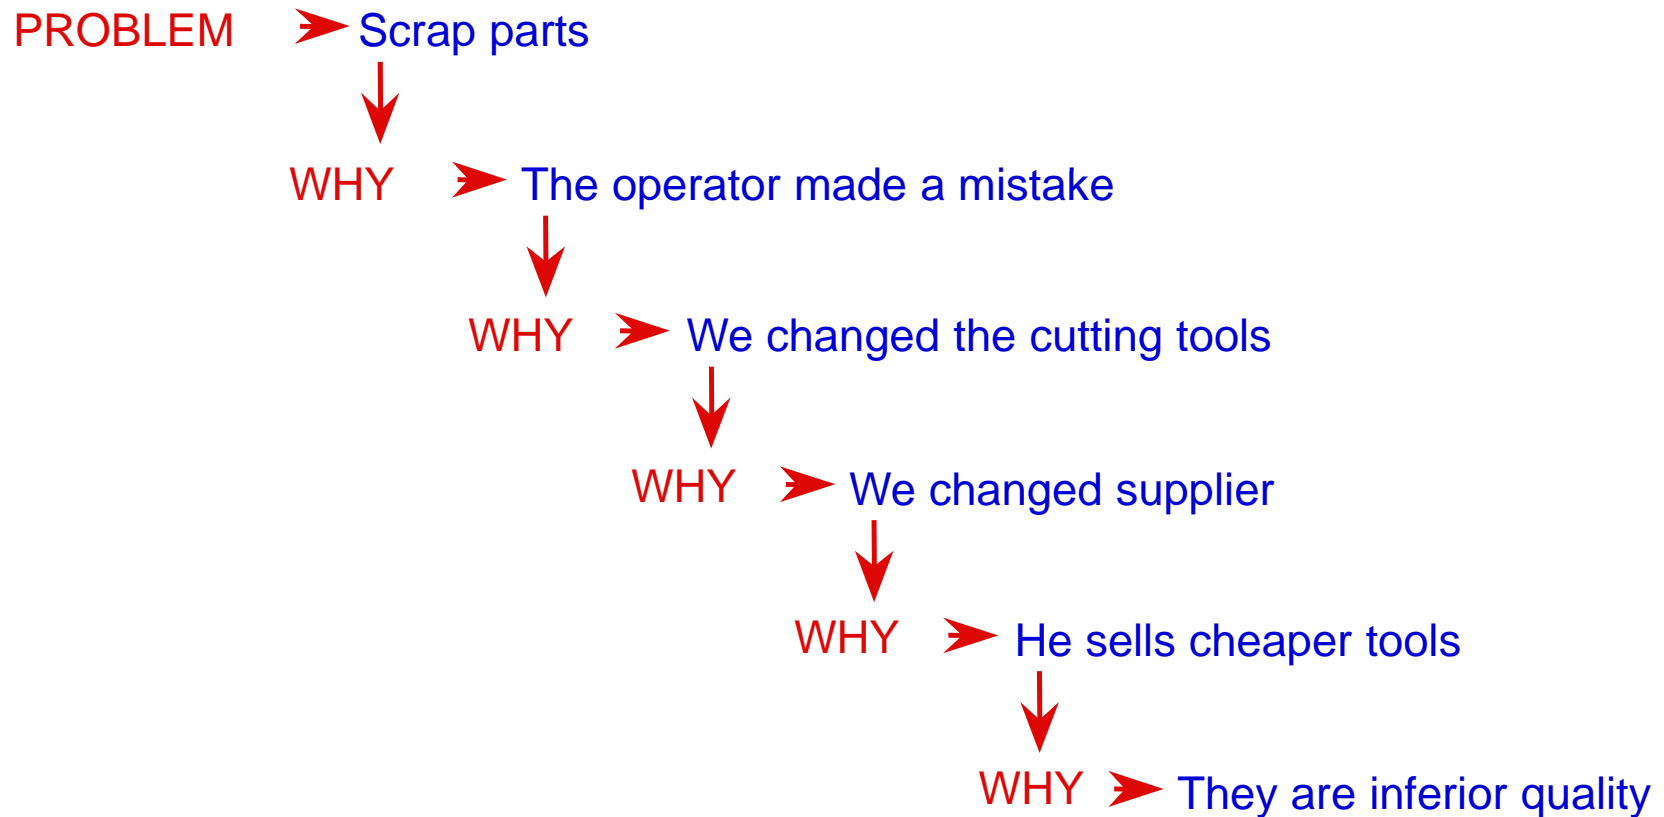 PROBLEM Scrap parts
WHY The operator made a mistake
WHY We changed the cutting tools
WHY We changed supplier
WHY He sells cheaper tools
WHY They are inferior quality